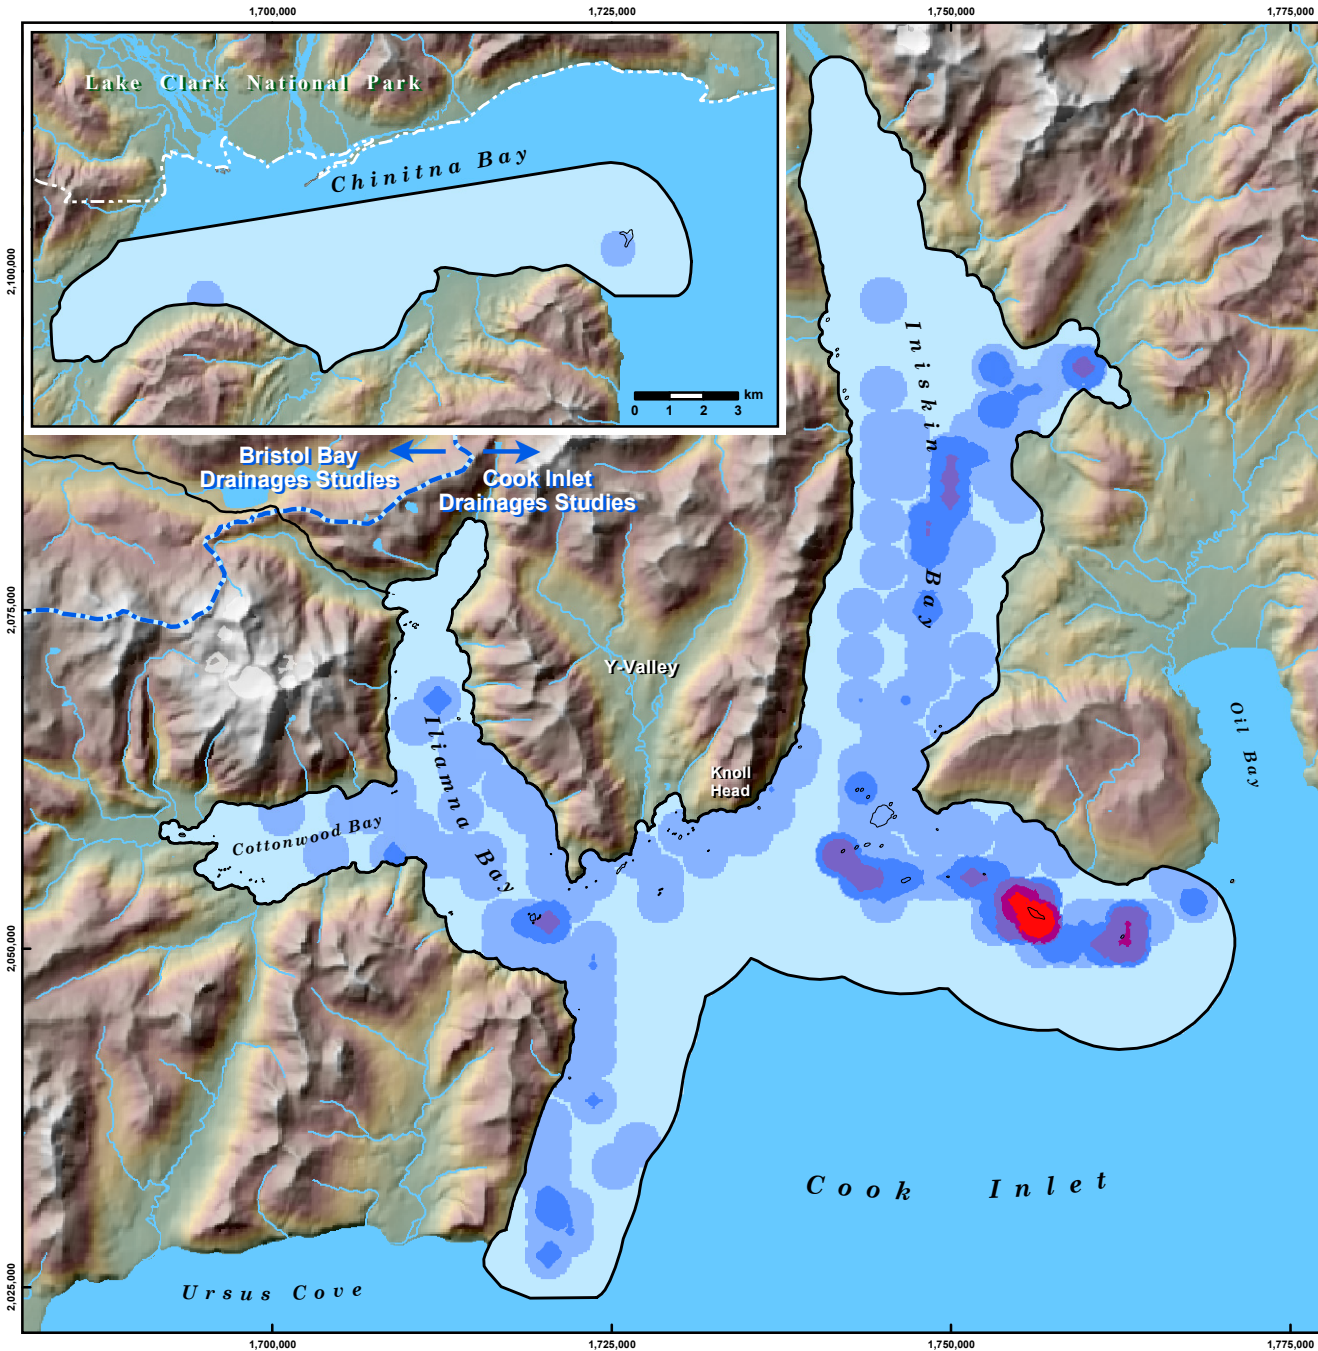 1,700,000
1,725,000
1,750,000
1,775,000
Lake Clark National Park
Chinitna Bay
2,100,000
km
0 1 2 3
Iniskin Bay
Bristol Bay
Drainages Studies
Cook Inlet
Drainages Studies
2,075,000
Y-Valley
Oil Bay
Iliamna Bay
Knoll
Head
Cottonwood Bay
2,050,000
Cook Inlet
Ursus Cove
2,025,000
1,700,000
1,725,000
1,750,000
1,775,000